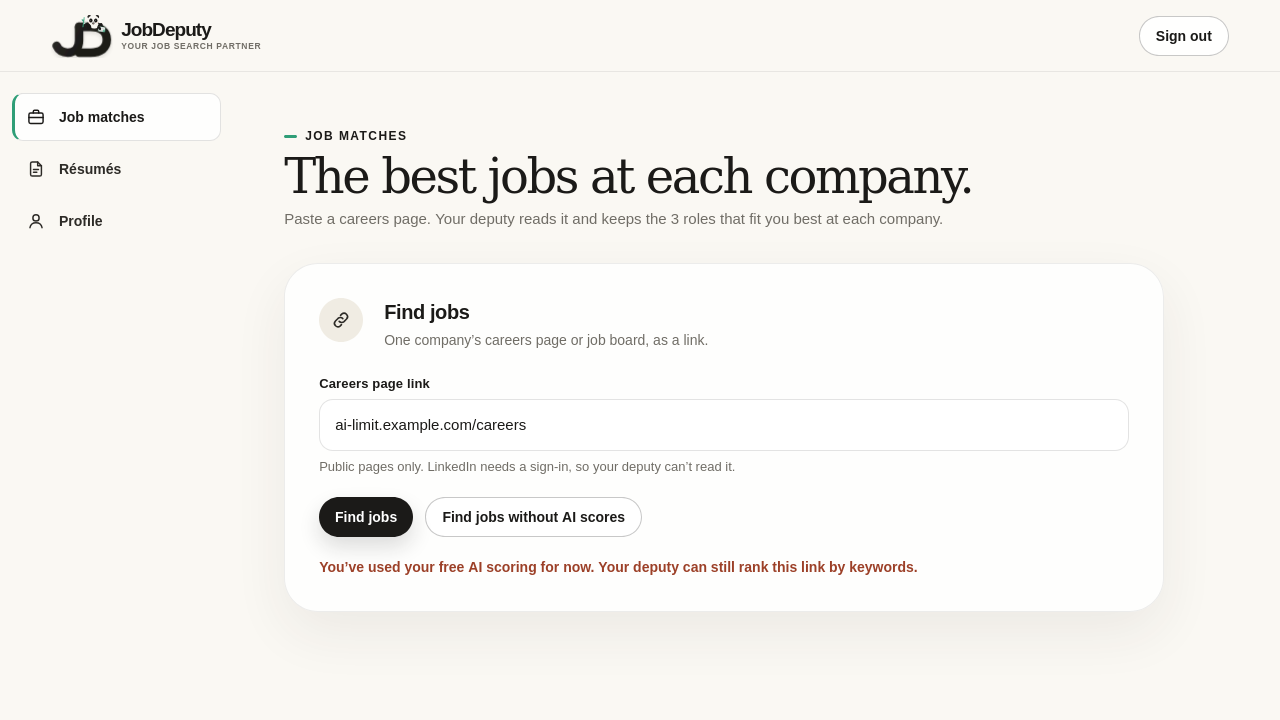 JobDeputy
YOUR JOB SEARCH PARTNER
Sign out
Job matches
Résumés
Profile
JOB MATCHES
The best jobs at each company.
Paste a careers page. Your deputy reads it and keeps the 3 roles that fit you best at each company.
Find jobs
One company’s careers page or job board, as a link.
Careers page link
ai-limit.example.com/careers
Public pages only. LinkedIn needs a sign-in, so your deputy can’t read it.
Find jobs
Find jobs without AI scores
You’ve used your free AI scoring for now. Your deputy can still rank this link by keywords.